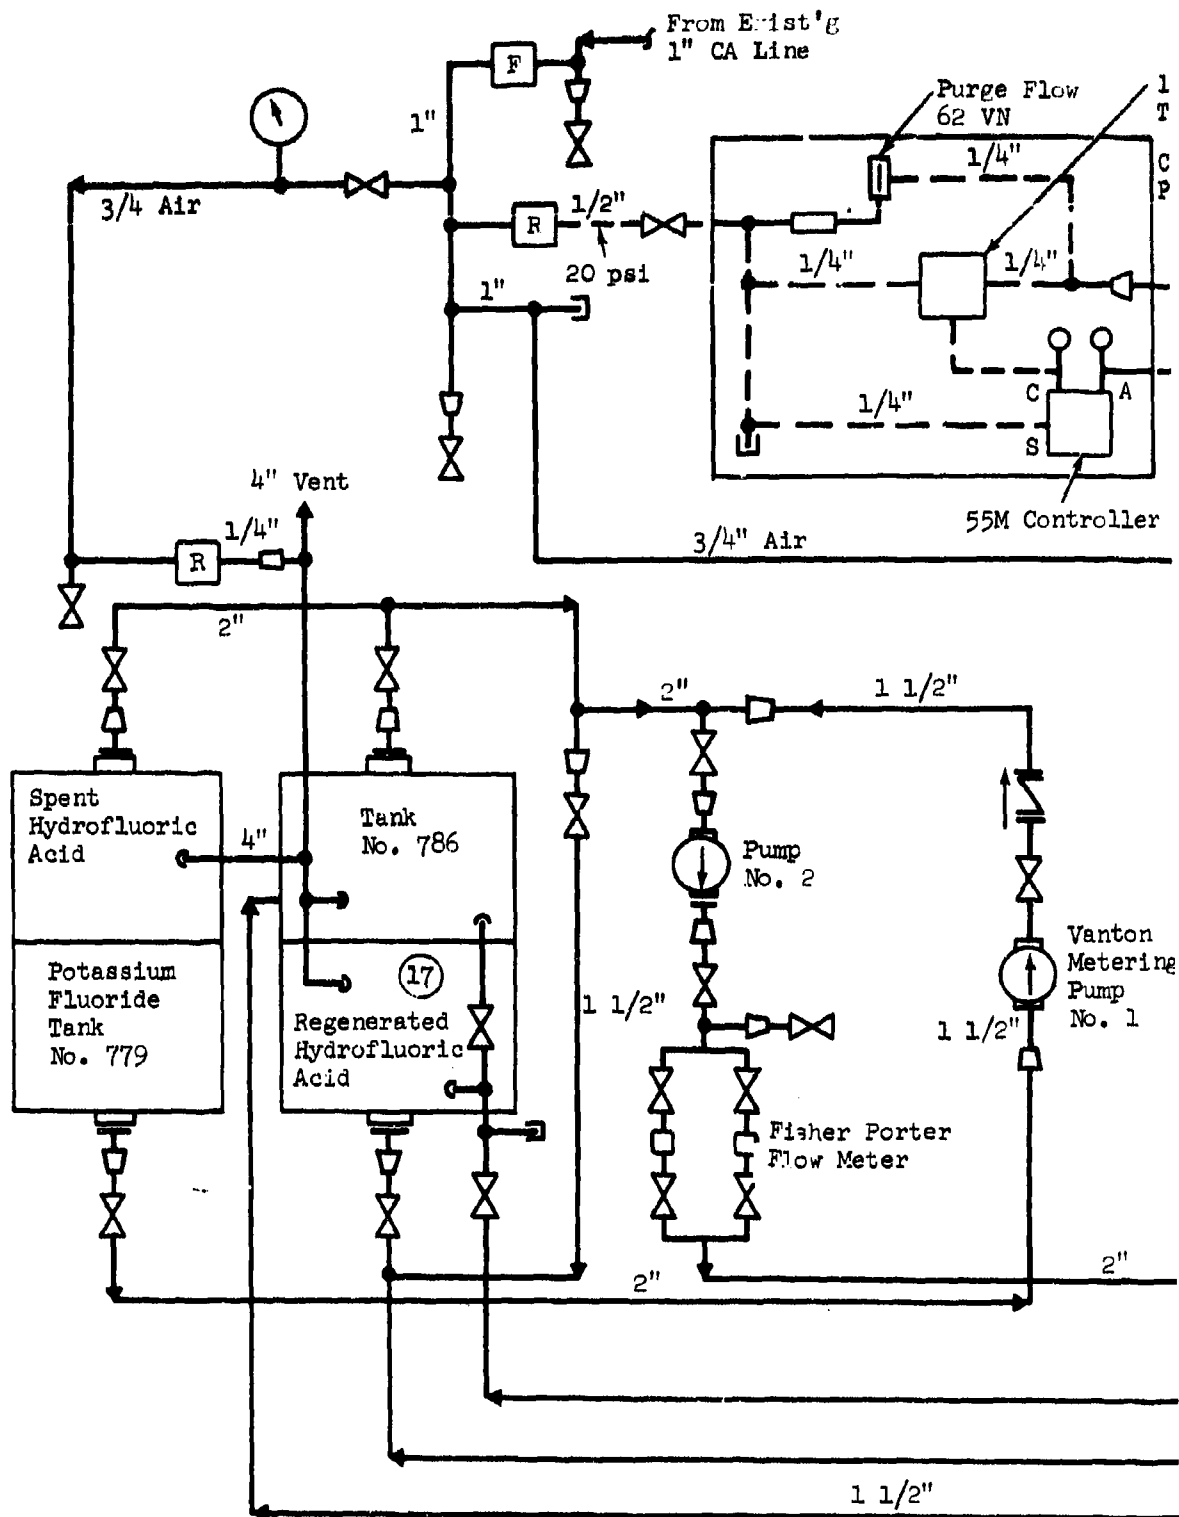 From Exist'g
1" CA Line
F
1"
Purge Flow
62 VN
1
T
C
P
1/4"
3/4 Air
R
1/2"
20 psi
1/4"
1/4"
1"
C
A
1/4"
S
4" Vent
1/4"
55M Controller
3/4" Air
R
2"
2"
1 1/2"
Spent
Hydrofluoric
Acid
4"
Tank
No. 786
Pump
No. 2
Vanton
Metering
Pump
No. 1
Potassium
Fluoride
Tank
No. 779
17
Regenerated
Hydrofluoric
Acid
1 1/2"
1 1/2"
Fisher Porter
Flow Meter
2"
2"
1 1/2"